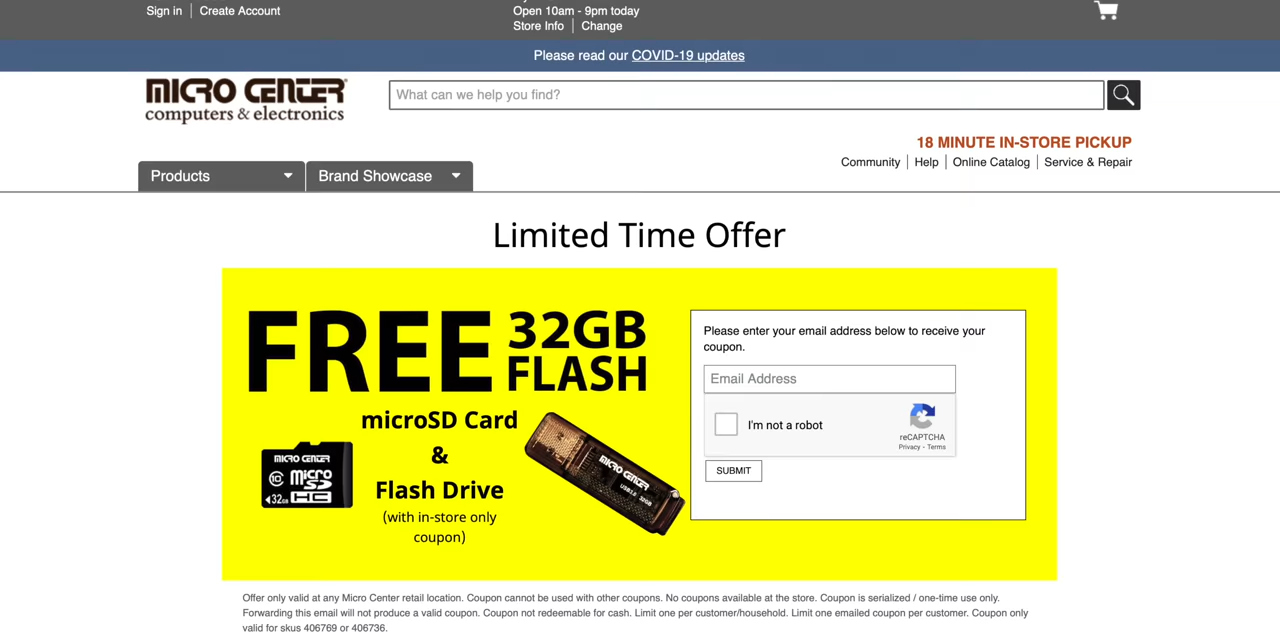 Sign in Create Account
Open 10am - 9pm today
Store Info Change
Please read our COVID-19 updates
MICRO CENTER
computers & electronics
What can we help you find?
18 MINUTE IN-STORE PICKUP
Community Help Online Catalog Service & Repair
Products Brand Showcase
Limited Time Offer
FREE 32GB
FLASH
microSD Card
&
Flash Drive
(with in-store only
coupon)
MICRO CENTER
10 micro
SD
32GB HC
MICRO CENTER
USB 2.0 32GB
Please enter your email address below to receive your
coupon.
Email Address
I'm not a robot
reCAPTCHA
Privacy - Terms
SUBMIT
Offer only valid at any Micro Center retail location. Coupon cannot be used with other coupons. No coupons available at the store. Coupon is serialized / one-time use only.
Forwarding this email will not produce a valid coupon. Coupon not redeemable for cash. Limit one per customer/household. Limit one emailed coupon per customer. Coupon only
valid for skus 406769 or 406736.